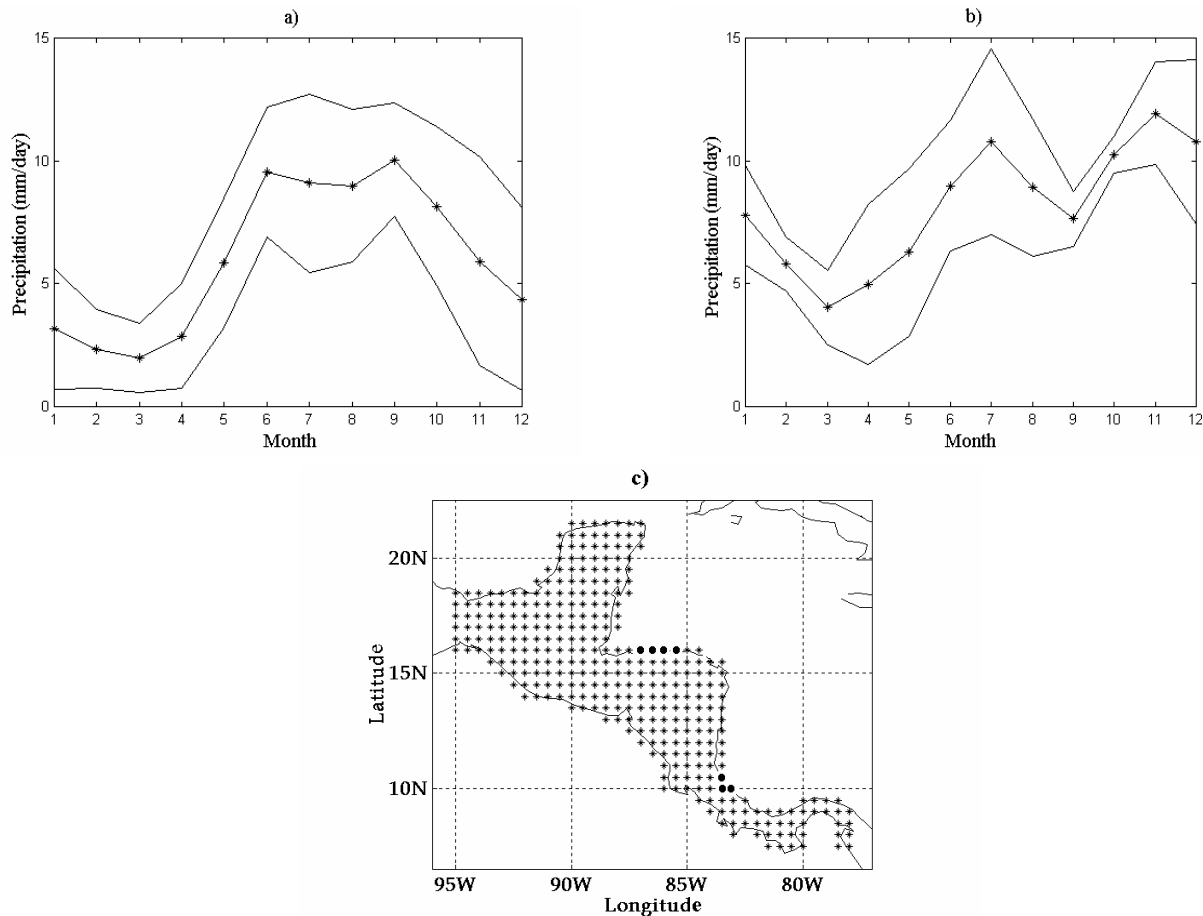 a)
15
10
5
0
Precipitation (mm/day)
1 2 3 4 5 6 7 8 9 10 11 12
Month
b)
15
10
5
0
Precipitation (mm/day)
1 2 3 4 5 6 7 8 9 10 11 12
Month
c)
20N
15N
10N
Latitude
95W 90W 85W 80W
Longitude